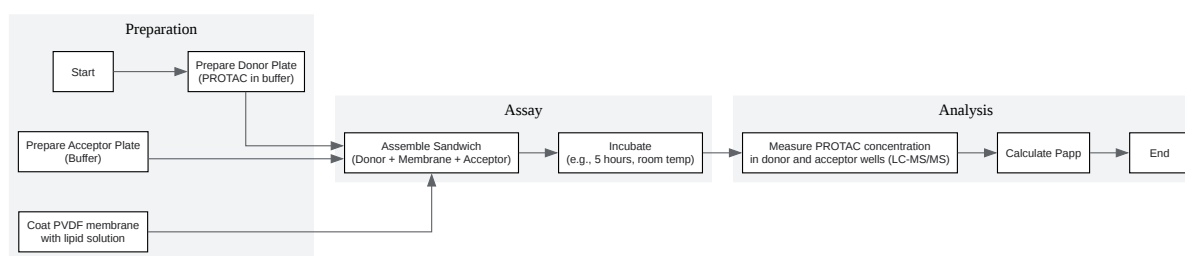 Preparation
Start
Prepare Donor Plate
(PROTAC in buffer)
Prepare Acceptor Plate
(Buffer)
Coat PVDF membrane
with lipid solution
Assay
Assemble Sandwich
(Donor + Membrane + Acceptor)
Incubate
(e.g., 5 hours, room temp)
Analysis
Measure PROTAC concentration
in donor and acceptor wells (LC-MS/MS)
Calculate Papp
End